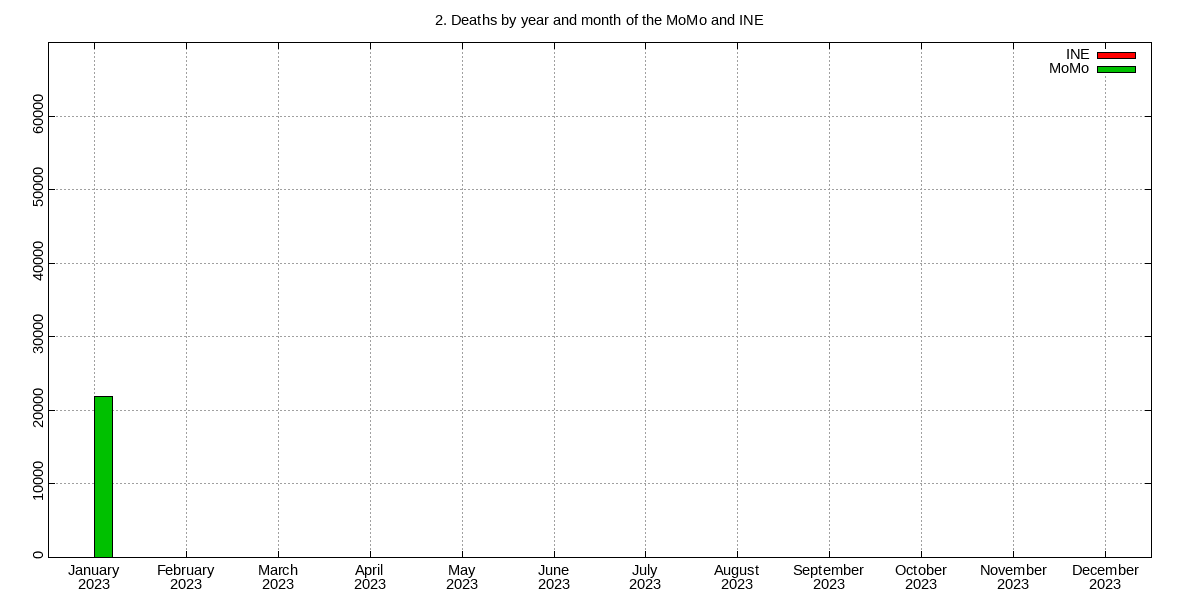 2. Deaths by year and month of the MoMo and INE
INE
MoMo
60000
50000
40000
30000
20000
10000
0
January February March April May June July August September October November December
2023 2023 2023 2023 2023 2023 2023 2023 2023 2023 2023 2023